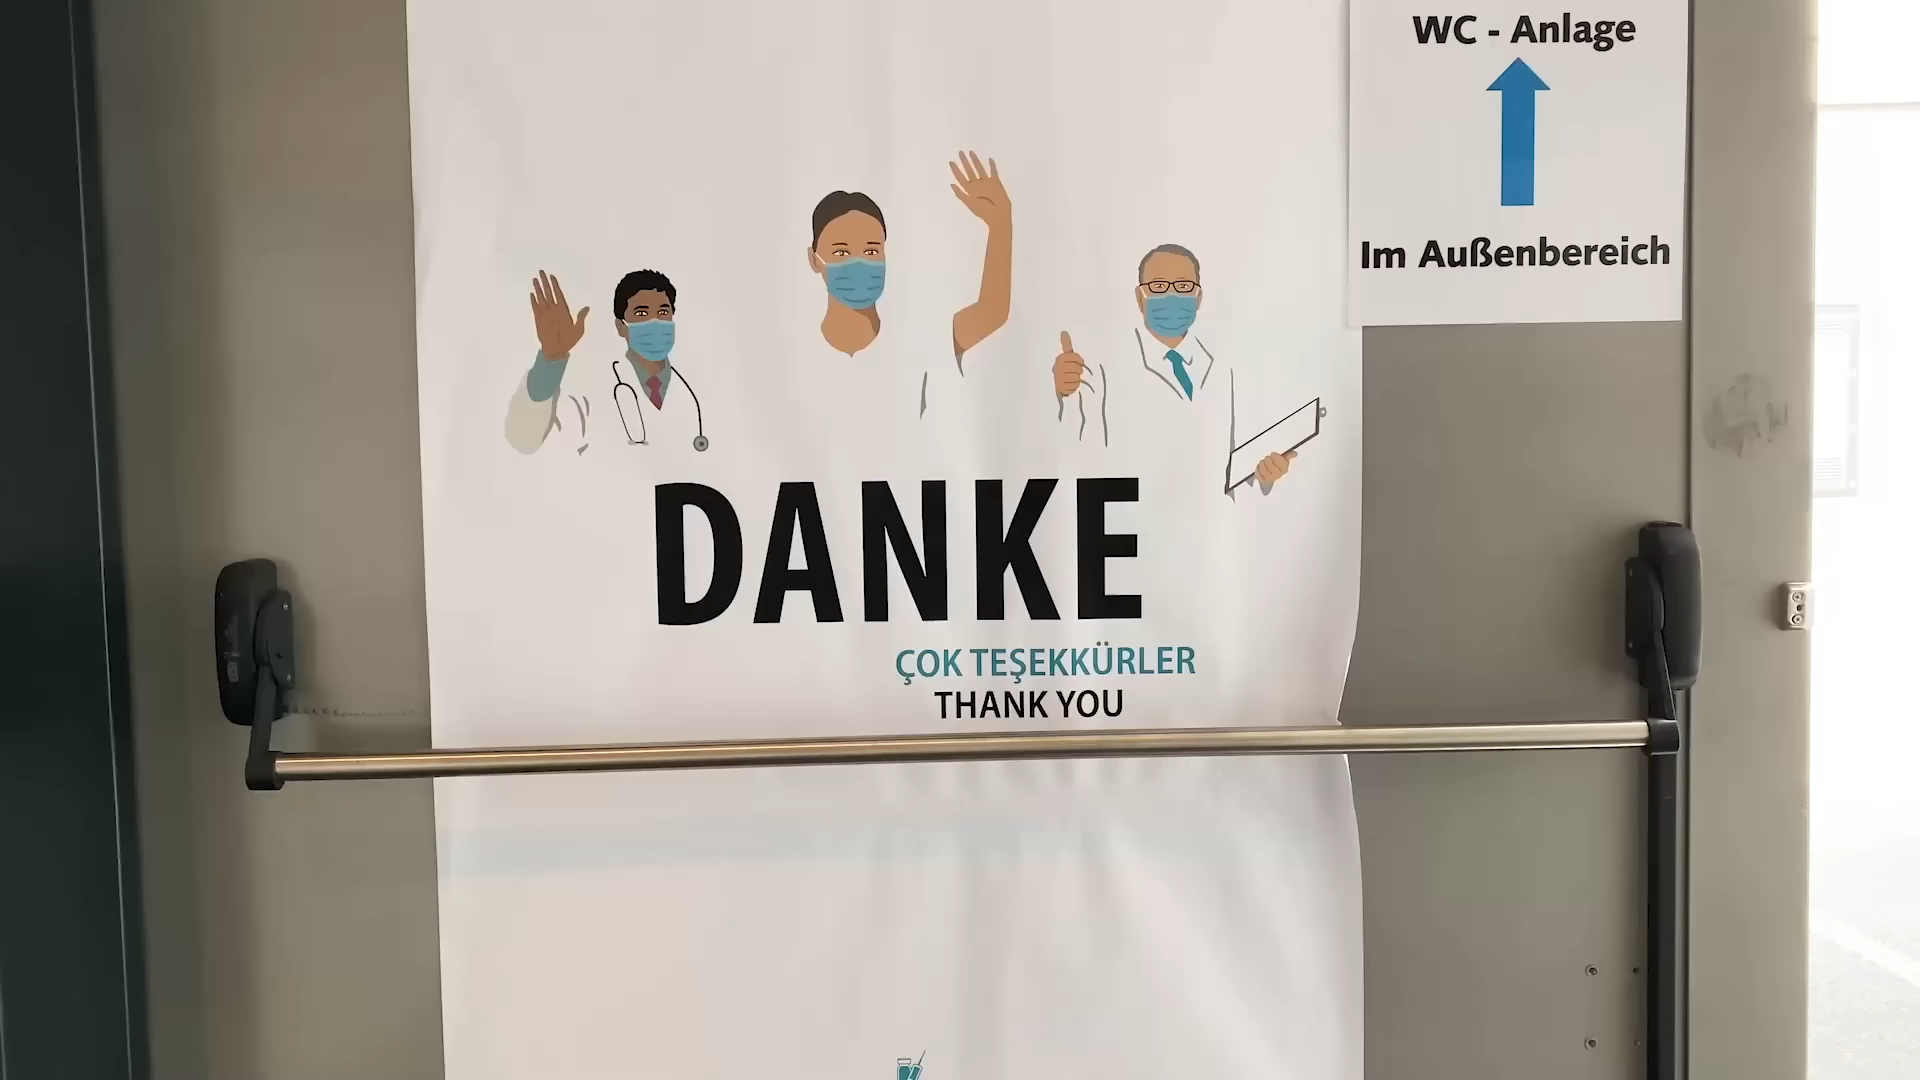 WC - Anlage
Im Außenbereich
DANKE
ÇOK TEŞEKKÜRLER
THANK YOU